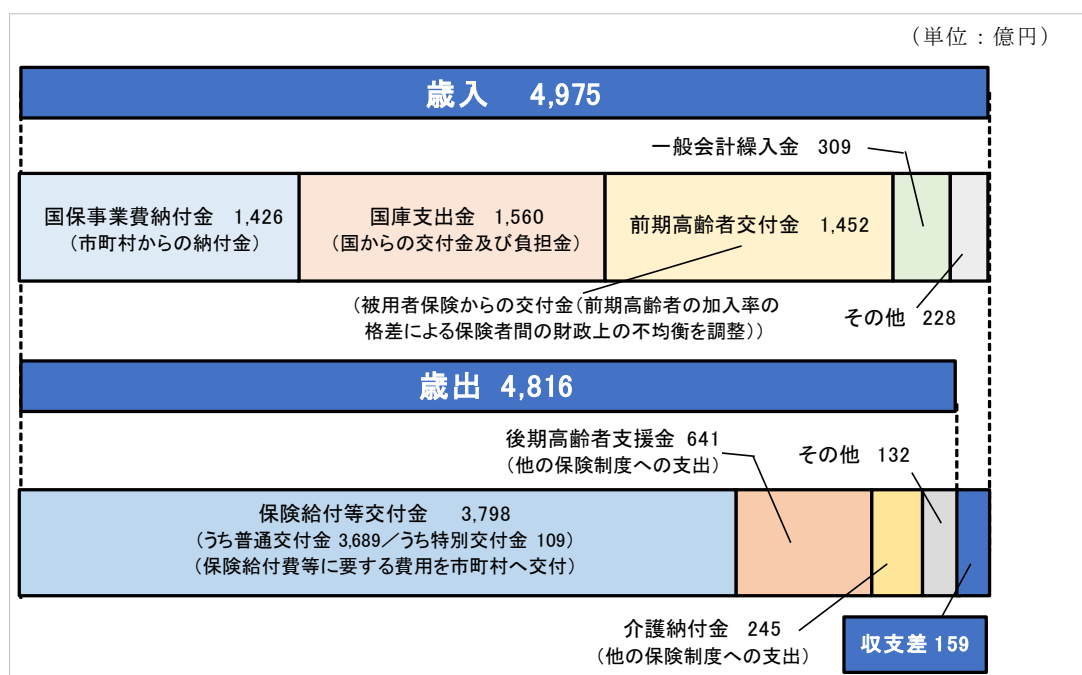 （単位：億円）
歳入 4,975
一般会計繰入金 309
国保事業費納付金 1,426
（市町村からの納付金）
国庫支出金 1,560
（国からの交付金及び負担金）
前期高齢者交付金 1,452
（被用者保険からの交付金（前期高齢者の加入率の
格差による保険者間の財政上の不均衡を調整））
その他 228
歳出 4,816
後期高齢者支援金 641
（他の保険制度への支出）
その他 132
保険給付等交付金 3,798
（うち普通交付金 3,689／うち特別交付金 109）
（保険給付費等に要する費用を市町村へ交付）
介護納付金 245
（他の保険制度への支出）
収支差 159